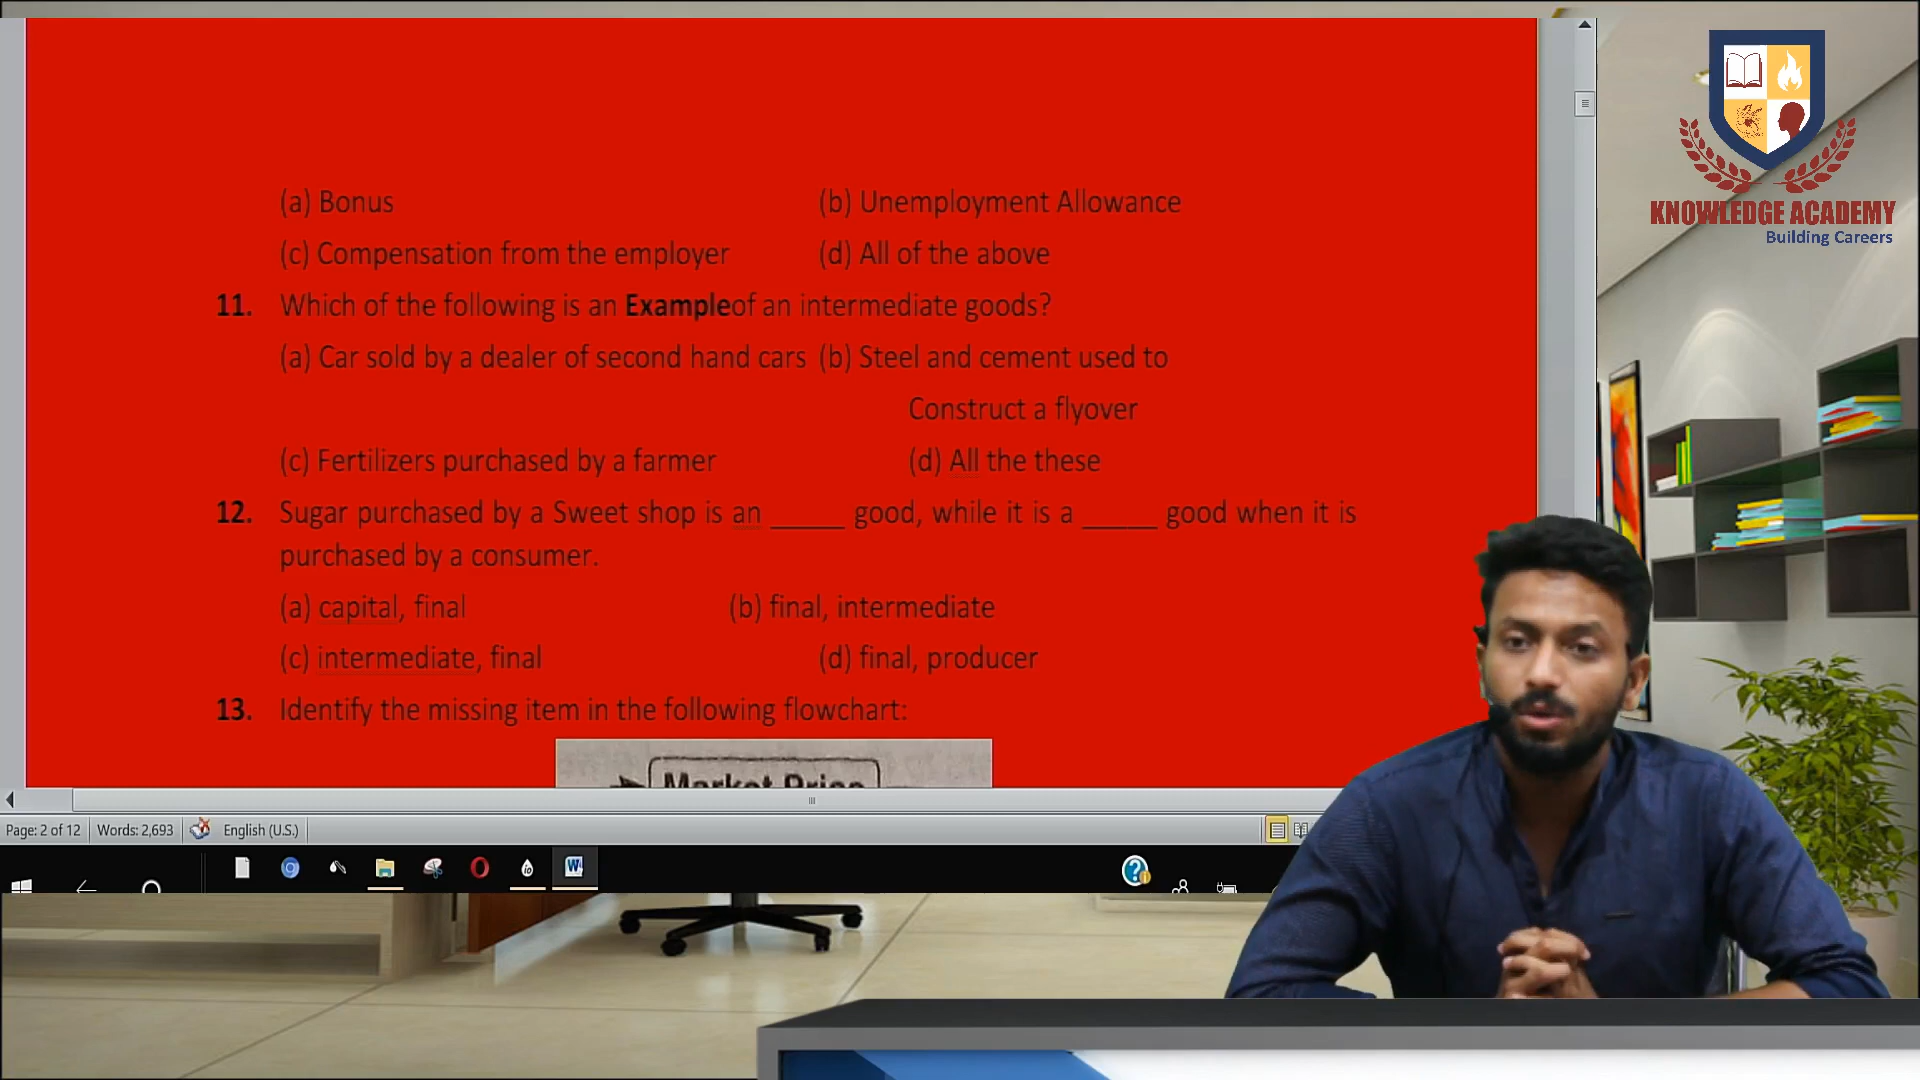 (a) Bonus (b) Unemployment Allowance
(c) Compensation from the employer (d) All of the above
11. Which of the following is an Exampleof an intermediate goods?
(a) Car sold by a dealer of second hand cars (b) Steel and cement used to
Construct a flyover
(c) Fertilizers purchased by a farmer (d) All the these
12. Sugar purchased by a Sweet shop is an _____ good, while it is a _____ good when it is
purchased by a consumer.
(a) capital, final (b) final, intermediate
(c) intermediate, final (d) final, producer
13. Identify the missing item in the following flowchart:
Market Price
Page: 2 of 12 Words: 2,693 English (U.S.)
KNOWLEDGE ACADEMY
Building Careers